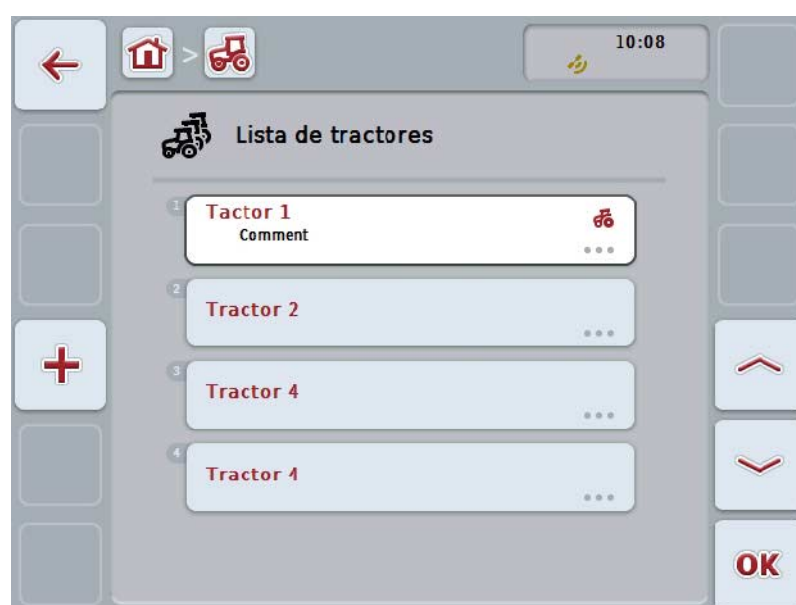 10:08
Lista de tractores
1
Tactor 1
Comment
2
Tractor 2
3
Tractor 4
4
Tractor 4
OK